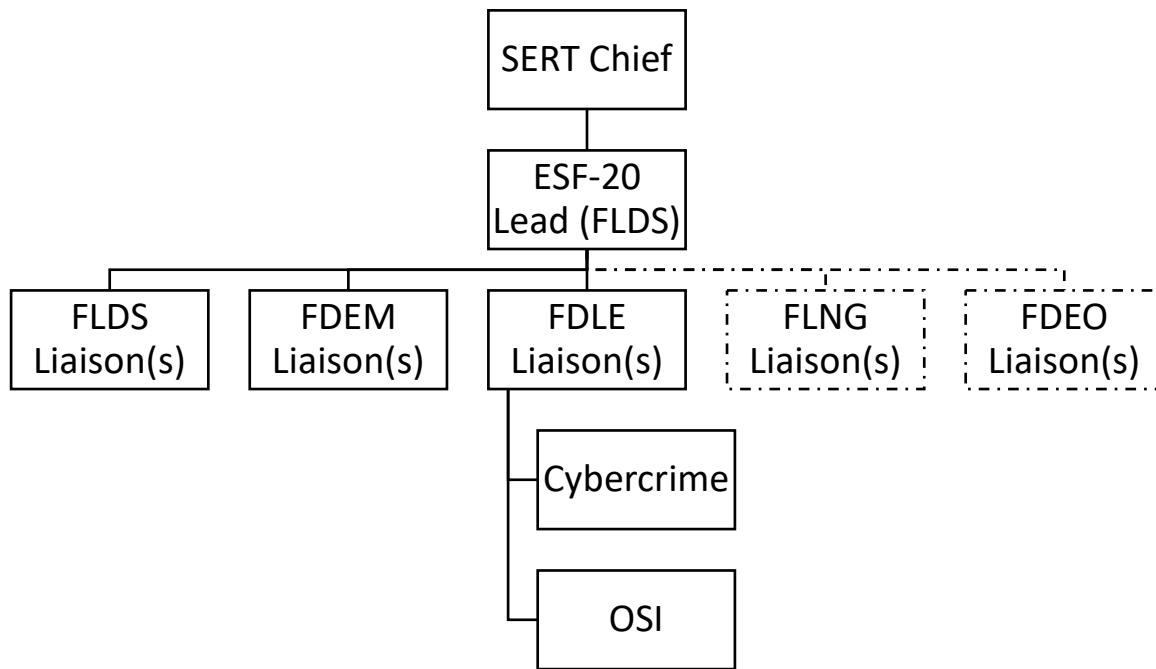 SERT Chief
ESF-20
Lead (FLDS)
FLDS
Liaison(s)
FDEM
Liaison(s)
FDLE
Liaison(s)
FLNG
Liaison(s)
FDEO
Liaison(s)
Cybercrime
OSI